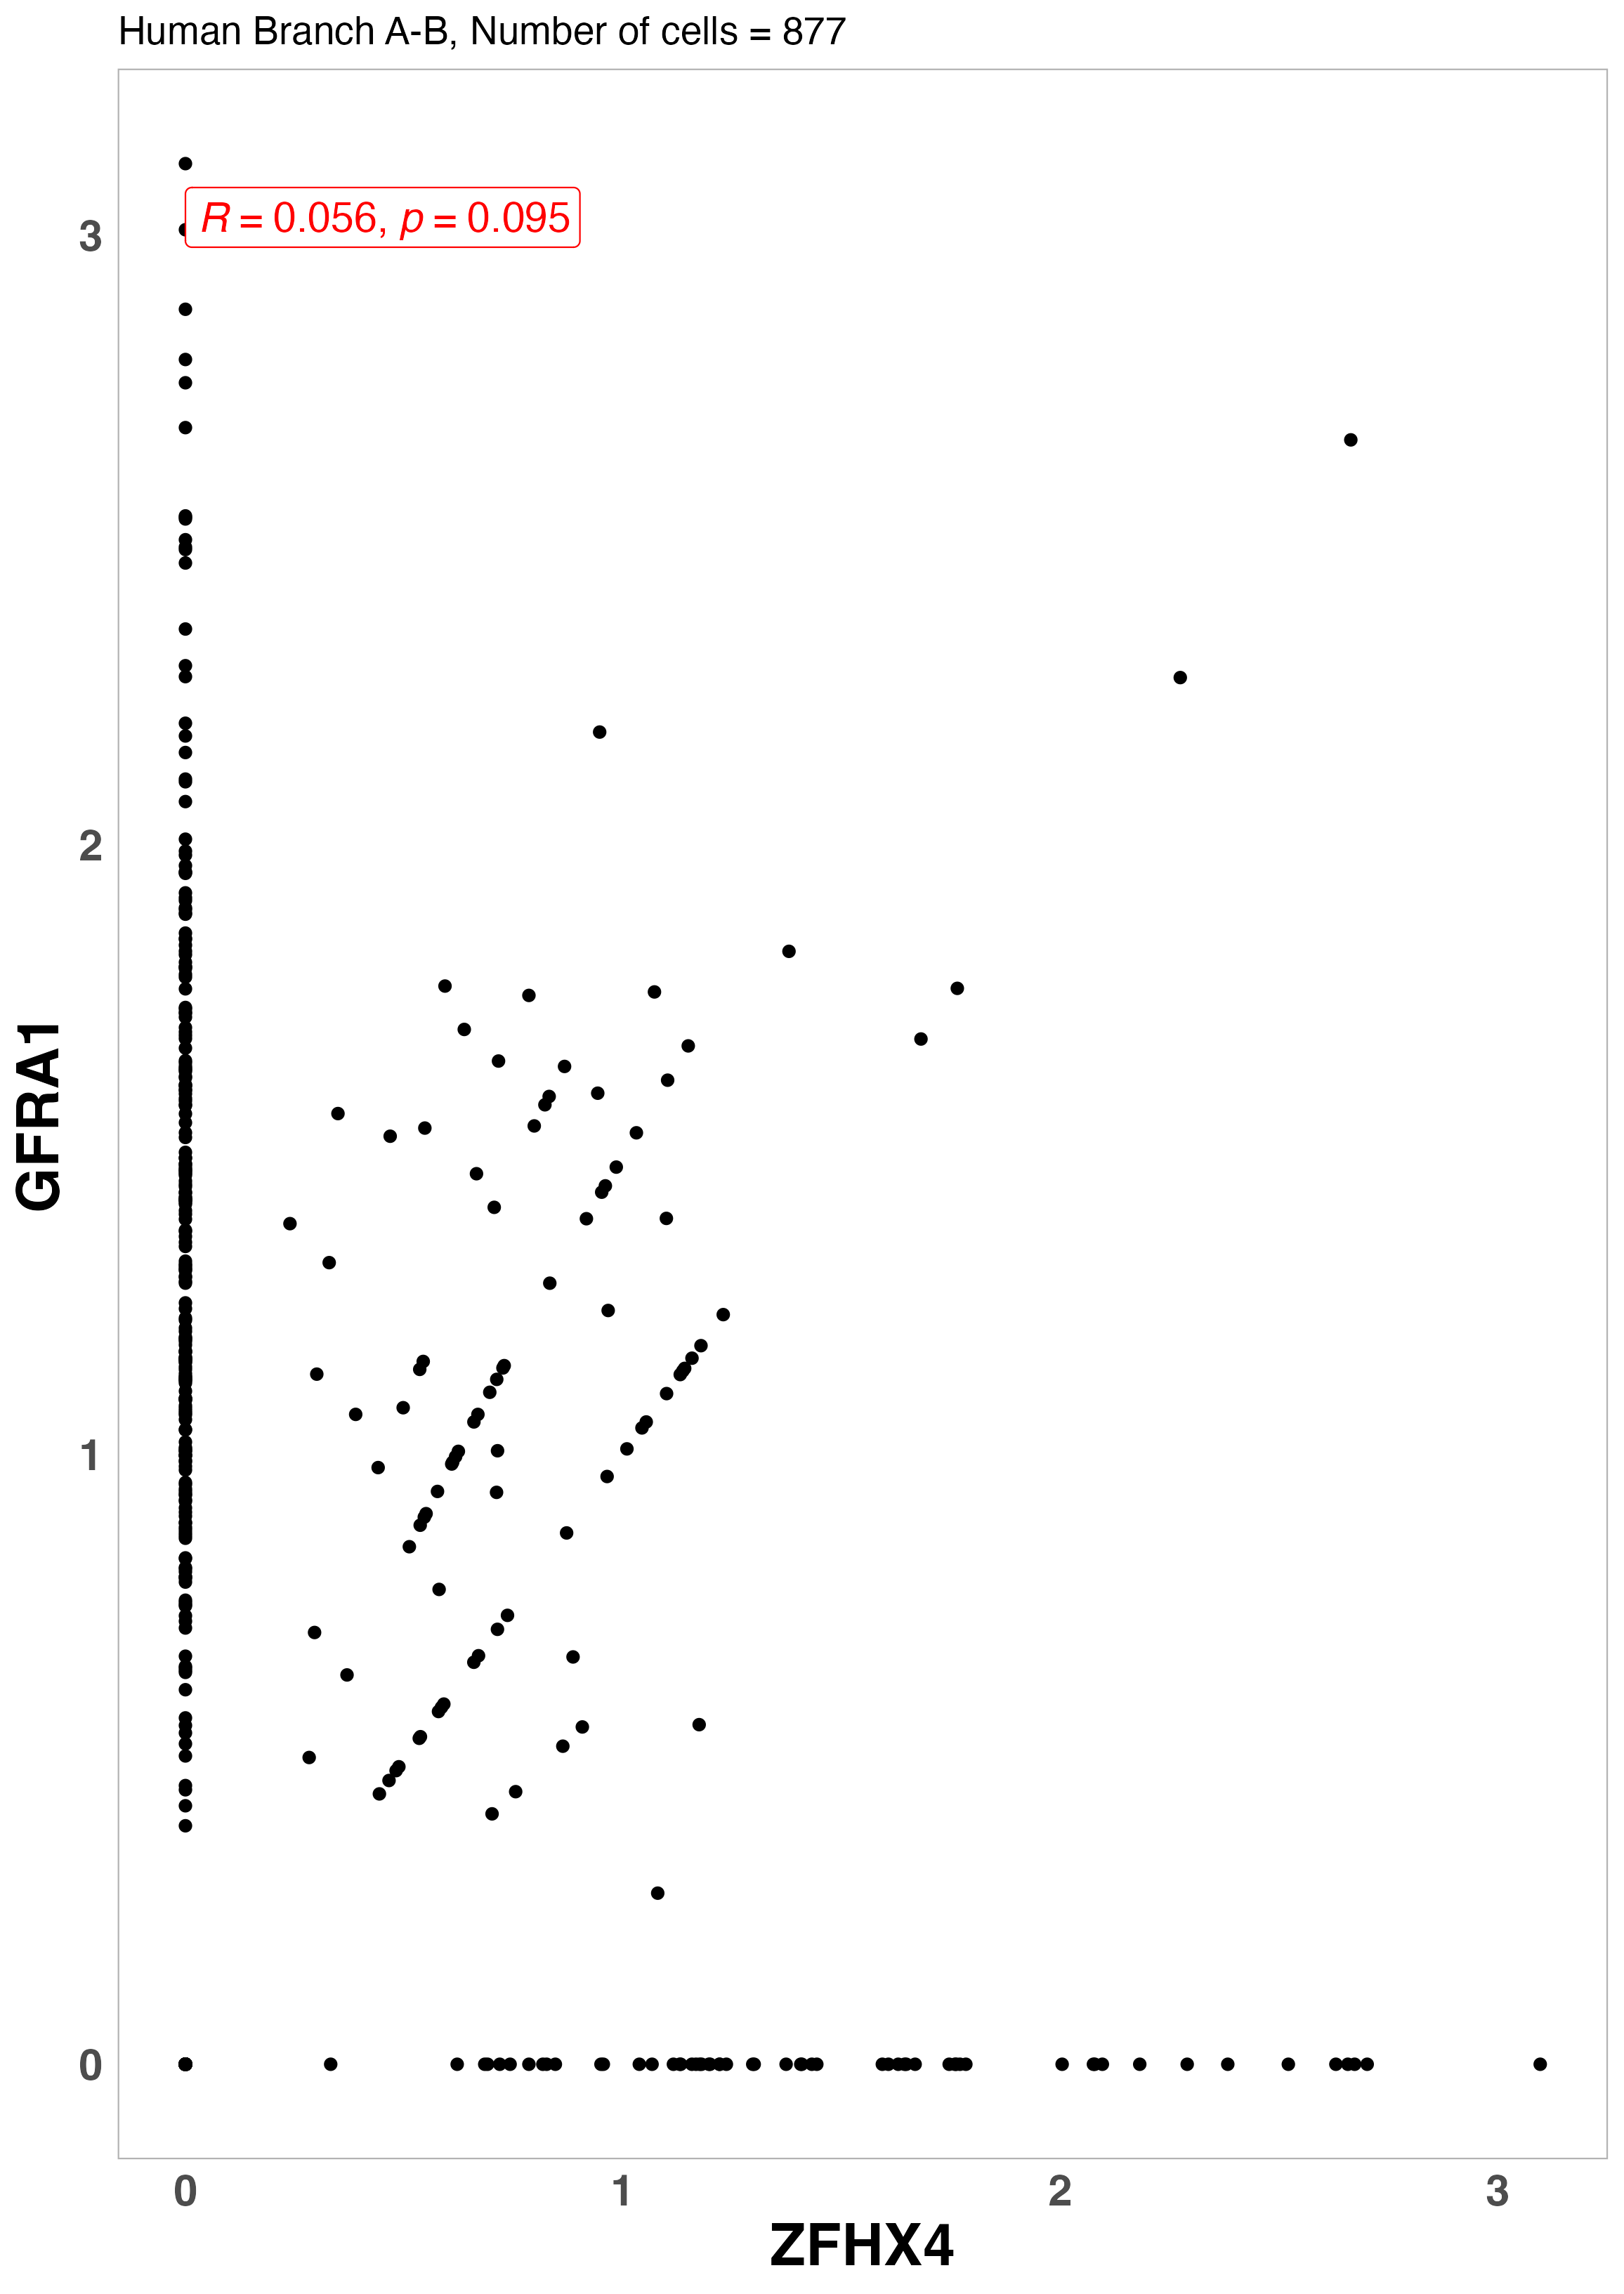 Human Branch A-B, Number of cells = 877
R = 0.056, p = 0.095
3
2
1
0
GFRA1
0 1 2 3
ZFHX4